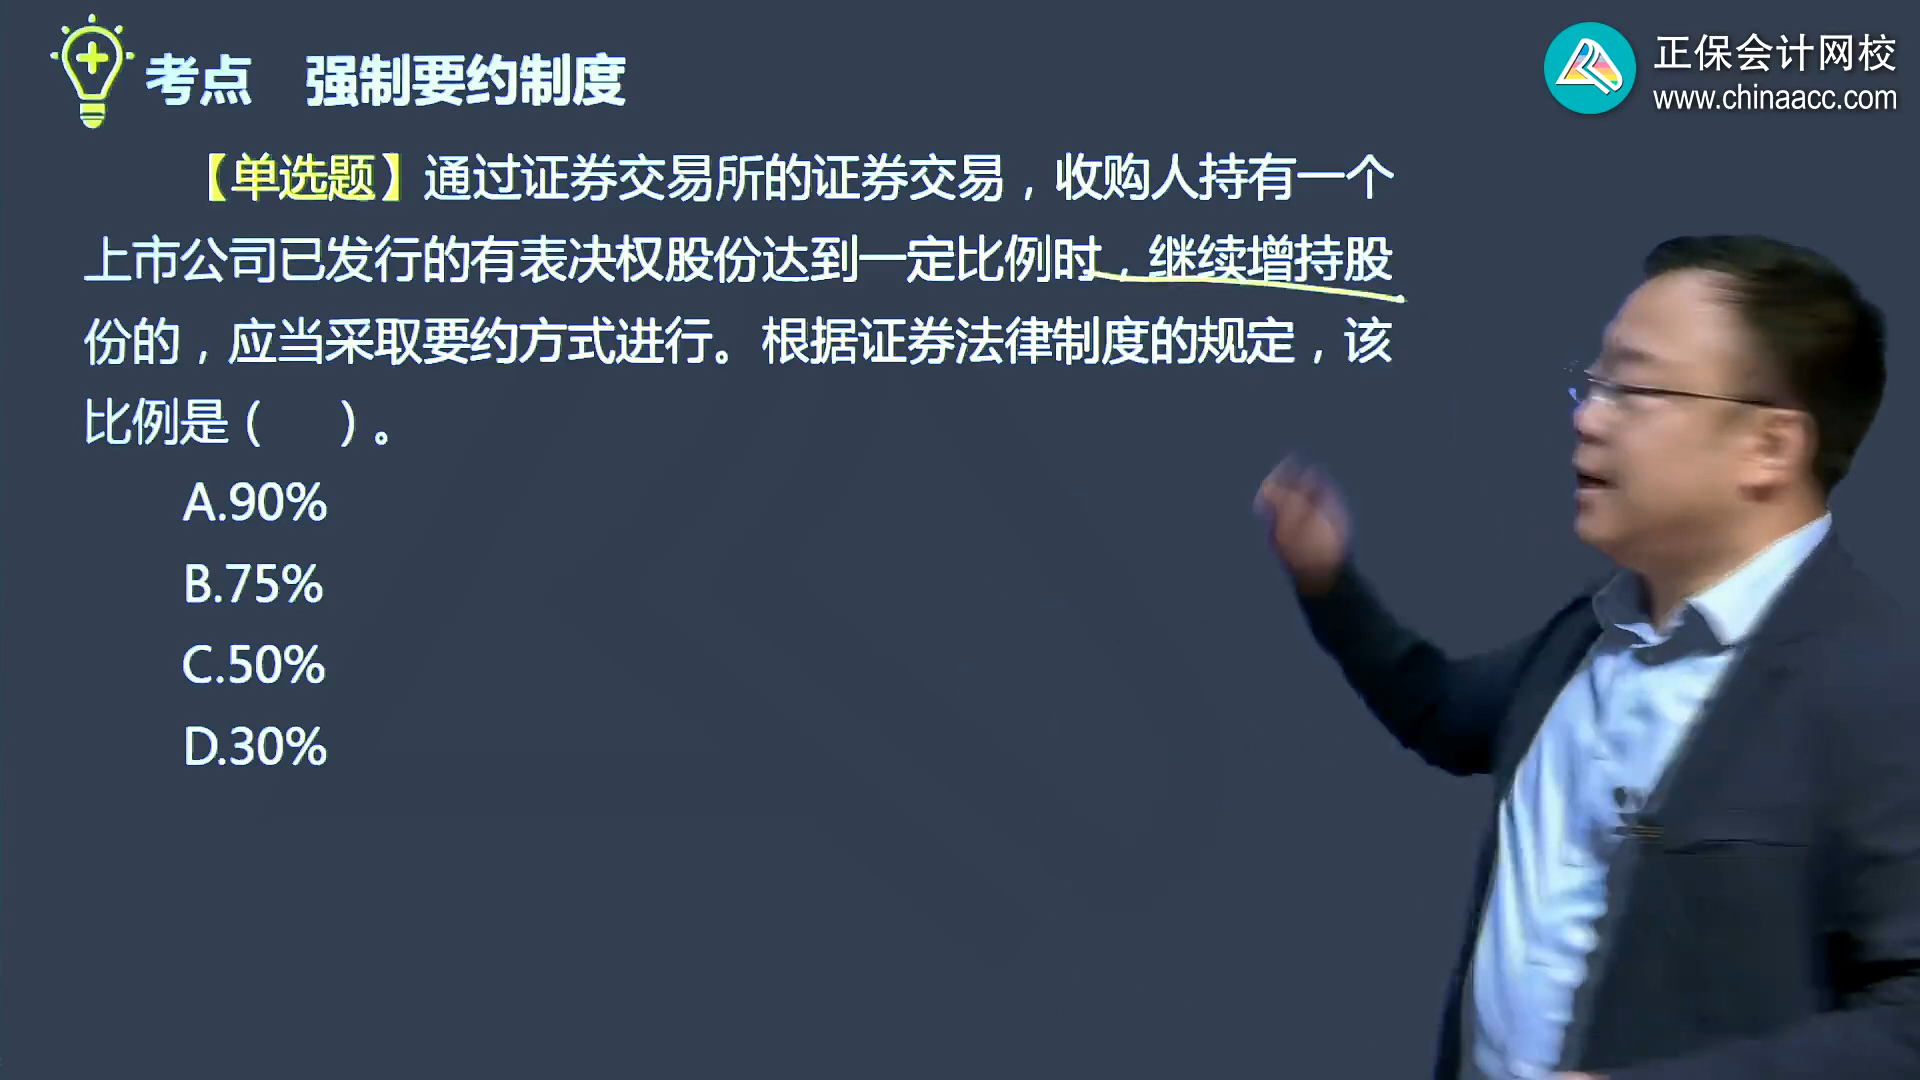 考点 强制要约制度
正保会计网校
www.chinaacc.com
【单选题】通过证券交易所的证券交易，收购人持有一个
上市公司已发行的有表决权股份达到一定比例时，继续增持股
份的，应当采取要约方式进行。根据证券法律制度的规定，该
比例是（ ）。
A.90%
B.75%
C.50%
D.30%